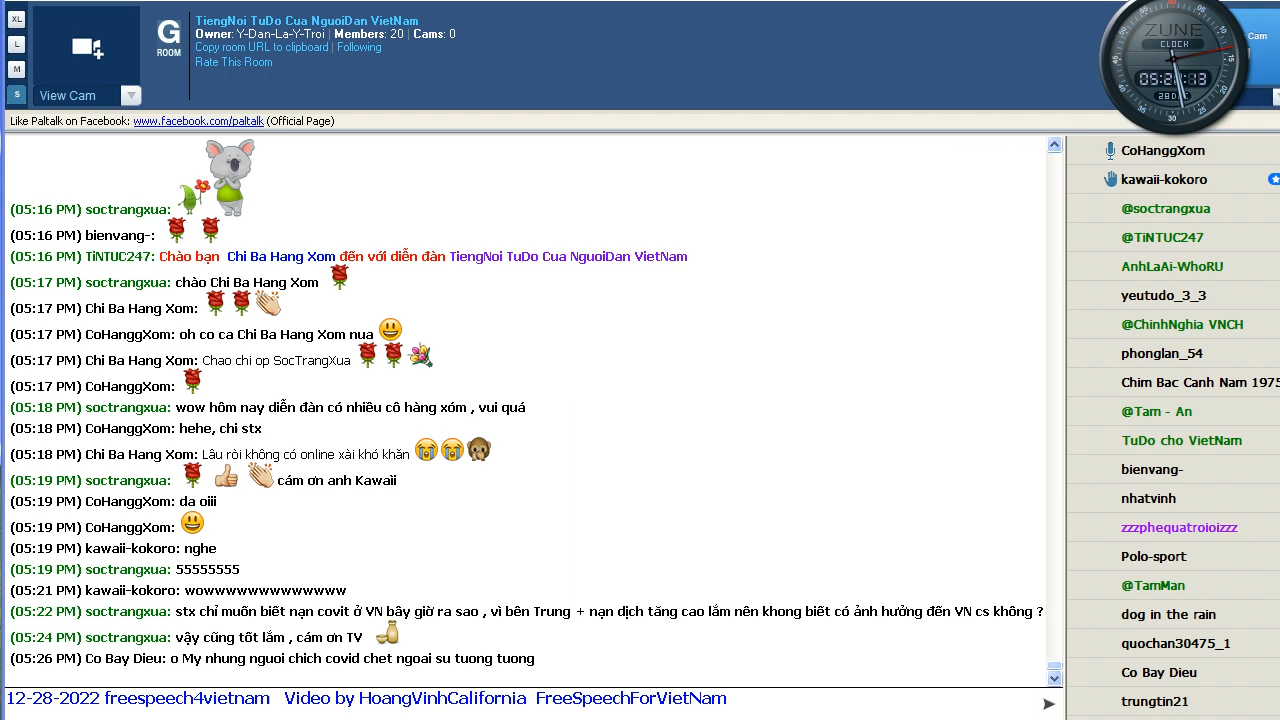 XL
L
M
S
View Cam
G
ROOM
TiengNoi TuDo Cua NguoiDan VietNam
Owner: Y-Dan-La-Y-Troi | Members: 20 | Cams: 0
Copy room URL to clipboard | Following
Rate This Room
ZUNE
CLOCK
Cam
Like Paltalk on Facebook: www.facebook.com/paltalk (Official Page)
(05:16 PM) soctrangxua:
(05:16 PM) bienvang-:
(05:16 PM) TiNTUC247: Chào bạn Chi Ba Hang Xom đến với diễn đàn TiengNoi TuDo Cua NguoiDan VietNam
(05:17 PM) soctrangxua: chào Chi Ba Hang Xom
(05:17 PM) Chi Ba Hang Xom:
(05:17 PM) CoHanggXom: oh co ca Chi Ba Hang Xom nua
(05:17 PM) Chi Ba Hang Xom: Chao chi op SocTrangXua
(05:17 PM) CoHanggXom:
(05:18 PM) soctrangxua: wow hôm nay diễn đàn có nhiều cô hàng xóm , vui quá
(05:18 PM) CoHanggXom: hehe, chi stx
(05:18 PM) Chi Ba Hang Xom: Lâu ròi không có online xài khó khăn
(05:19 PM) soctrangxua: cám ơn anh Kawaii
(05:19 PM) CoHanggXom: da oiii
(05:19 PM) CoHanggXom:
(05:19 PM) kawaii-kokoro: nghe
(05:19 PM) soctrangxua: 55555555
(05:21 PM) kawaii-kokoro: wowwwwwwwwwwwww
(05:22 PM) soctrangxua: stx chỉ muốn biết nạn covit ở VN bây giờ ra sao , vì bên Trung + nạn dịch tăng cao lắm nên khong biết có ảnh hưởng đến VN cs không ?
(05:24 PM) soctrangxua: vậy cũng tốt lắm , cám ơn TV
(05:26 PM) Co Bay Dieu: o My nhung nguoi chich covid chet ngoai su tuong tuong
12-28-2022 freespeech4vietnam Video by HoangVinhCalifornia FreeSpeechForVietNam
CoHanggXom
kawaii-kokoro
@soctrangxua
@TiNTUC247
AnhLaAi-WhoRU
yeutudo_3_3
@ChinhNghia VNCH
phonglan_54
Chim Bac Canh Nam 1975
@Tam - An
TuDo cho VietNam
bienvang-
nhatvinh
zzzphequatroioizzz
Polo-sport
@TamMan
dog in the rain
quochan30475_1
Co Bay Dieu
trungtin21